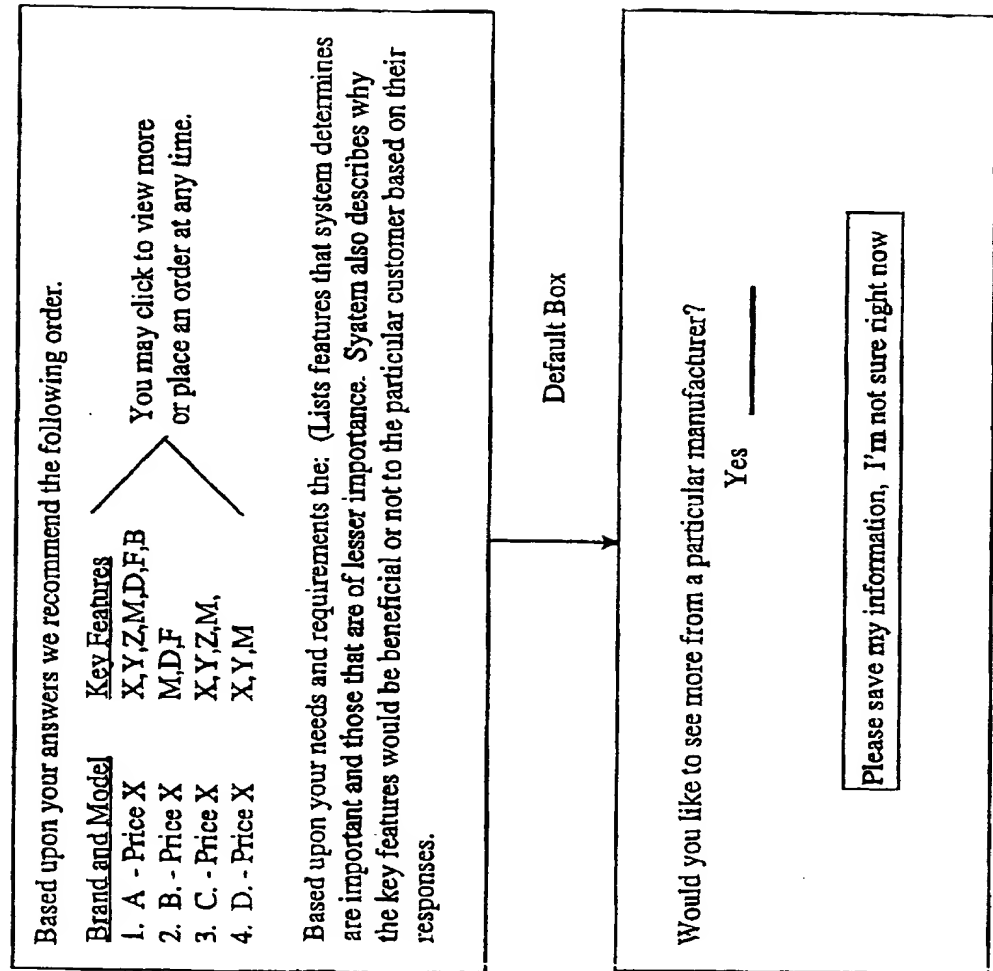 Based upon your answers we recommend the following order.
Brand and Model Key Features
1. A - Price X X,Y,Z,M,D,F,B
2. B. - Price X M,D,F
3. C. - Price X X,Y,Z,M,
4. D. - Price X X,Y,M
You may click to view more
or place an order at any time.
Based upon your needs and requirements the: (Lists features that system determines
are important and those that are of lesser importance. Syatem also describes why
the key features would be beneficial or not to the particular customer based on their
responses.
Default Box
Would you like to see more from a particular manufacturer?
Yes
Please save my information, I'm not sure right now